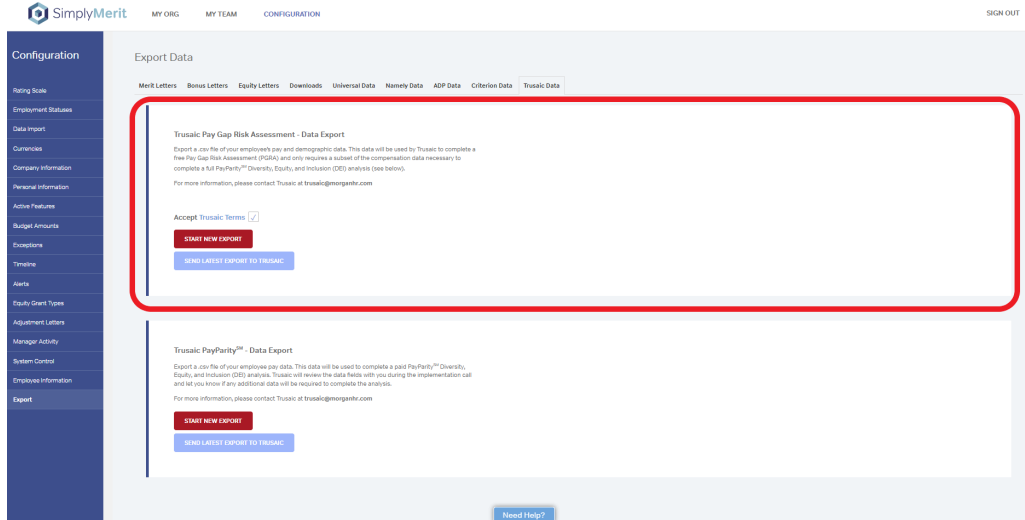 SimplyMerit
MY ORG
MY TEAM
CONFIGURATION
SIGN OUT
Configuration
Rating Scale
Employment Statuses
Data Import
Currencies
Company Information
Personal Information
Active Features
Budget Amounts
Exceptions
Timeline
Alerts
Equity Grant Types
Adjustment Letters
Manager Activity
System Control
Employee Information
Export
Export Data
Merit Letters Bonus Letters Equity Letters Downloads Universal Data Namely Data ADP Data Criterion Data Trusaic Data
Trusaic Pay Gap Risk Assessment - Data Export
Export a .csv file of your employee's pay and demographic data. This data will be used by Trusaic to complete a
free Pay Gap Risk Assessment (PGRA) and only requires a subset of the compensation data necessary to
complete a full PayParity℠ Diversity, Equity, and Inclusion (DEI) analysis (see below).
For more information, please contact Trusaic at trusaic@morganhr.com
Accept Trusaic Terms ✓
START NEW EXPORT
SEND LATEST EXPORT TO TRUSAIC
Trusaic PayParity℠ - Data Export
Export a .csv file of your employee pay data. This data will be used to complete a paid PayParity℠ Diversity,
Equity, and Inclusion (DEI) analysis. Trusaic will review the data fields with you during the implementation call
and let you know if any additional data will be required to complete the analysis.
For more information, please contact Trusaic at trusaic@morganhr.com
START NEW EXPORT
SEND LATEST EXPORT TO TRUSAIC
Need Help?